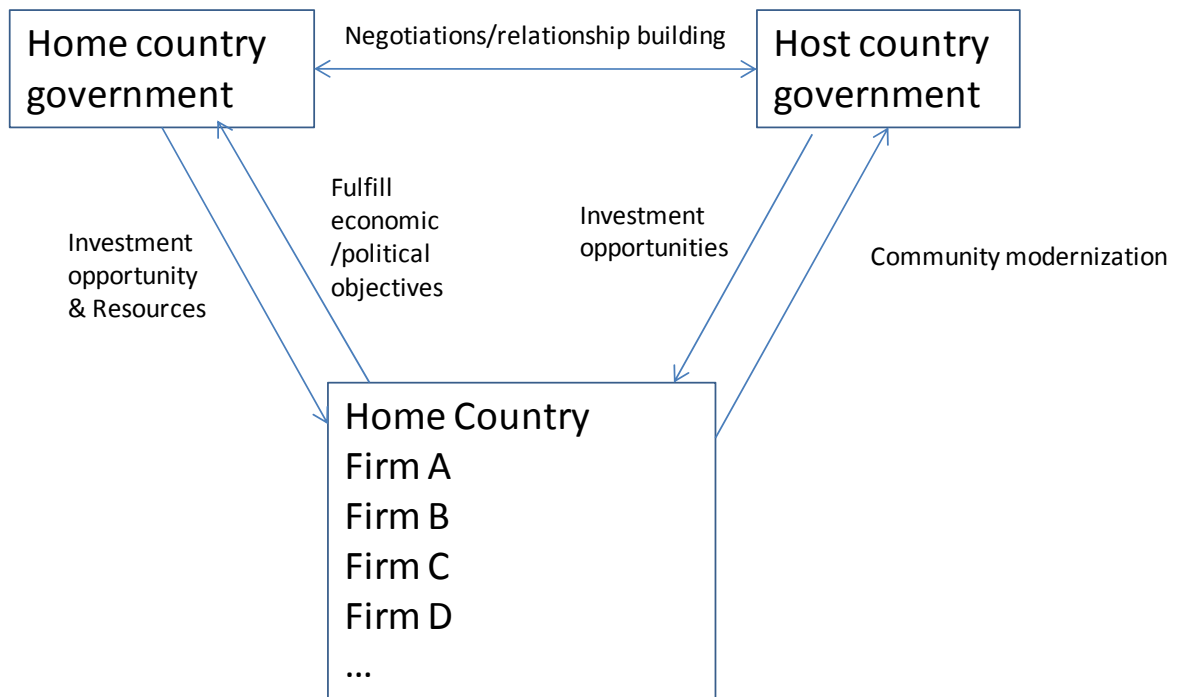 Home country
government
Negotiations/relationship building
Host country
government
Investment
opportunity
& Resources
Fulfill
economic
/political
objectives
Investment
opportunities
Community modernization
Home Country
Firm A
Firm B
Firm C
Firm D
...